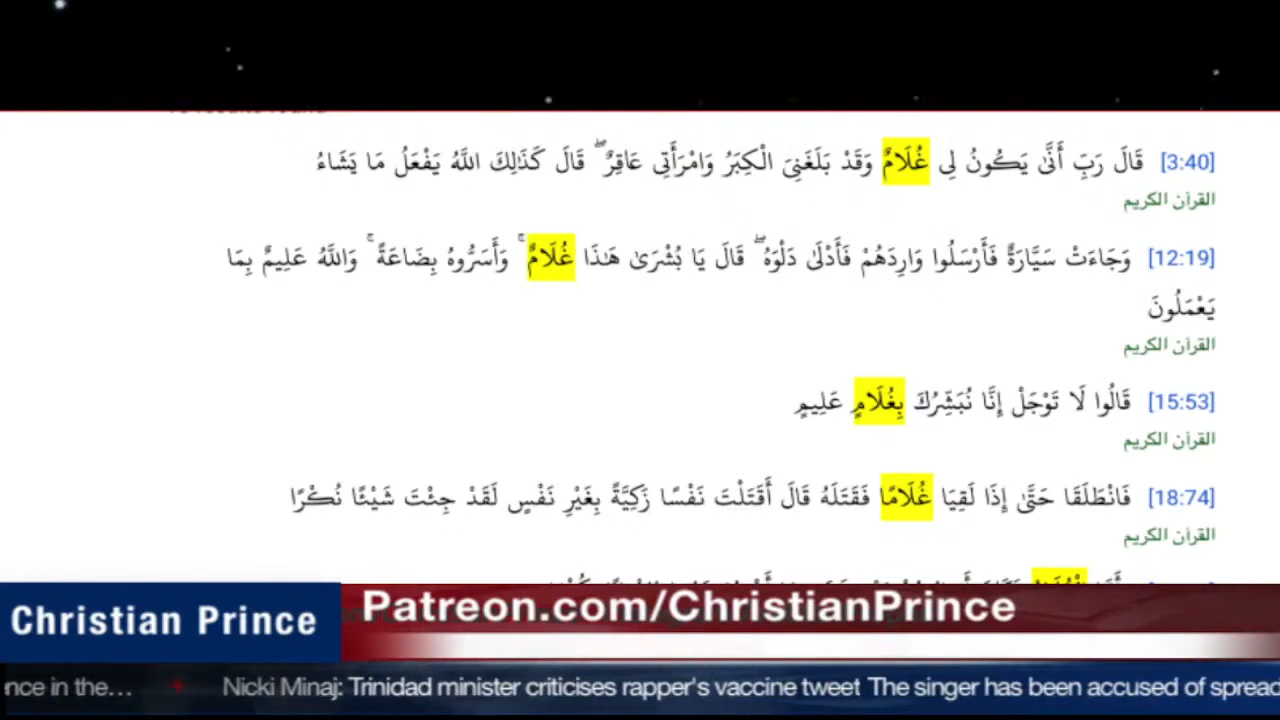 [3:40] قَالَ رَبِّ أَنَّىٰ يَكُونُ لِي غُلَامٌ وَقَدْ بَلَغَنِيَ الْكِبَرُ وَامْرَأَتِي عَاقِرٌ ۖ قَالَ كَذَٰلِكَ اللَّهُ يَفْعَلُ مَا يَشَاءُ
القرآن الكريم
[12:19] وَجَاءَتْ سَيَّارَةٌ فَأَرْسَلُوا وَارِدَهُمْ فَأَدْلَىٰ دَلْوَهُ ۖ قَالَ يَا بُشْرَىٰ هَٰذَا غُلَامٌ ۚ وَأَسَرُّوهُ بِضَاعَةً ۚ وَاللَّهُ عَلِيمٌ بِمَا
يَعْمَلُونَ
القرآن الكريم
[15:53] قَالُوا لَا تَوْجَلْ إِنَّا نُبَشِّرُكَ بِغُلَامٍ عَلِيمٍ
القرآن الكريم
[18:74] فَانْطَلَقَا حَتَّىٰ إِذَا لَقِيَا غُلَامًا فَقَتَلَهُ قَالَ أَقَتَلْتَ نَفْسًا زَكِيَّةً بِغَيْرِ نَفْسٍ لَقَدْ جِئْتَ شَيْئًا نُكْرًا
القرآن الكريم
Patreon.com/ChristianPrince
Christian Prince
nce in the… Nicki Minaj: Trinidad minister criticises rapper's vaccine tweet The singer has been accused of spread